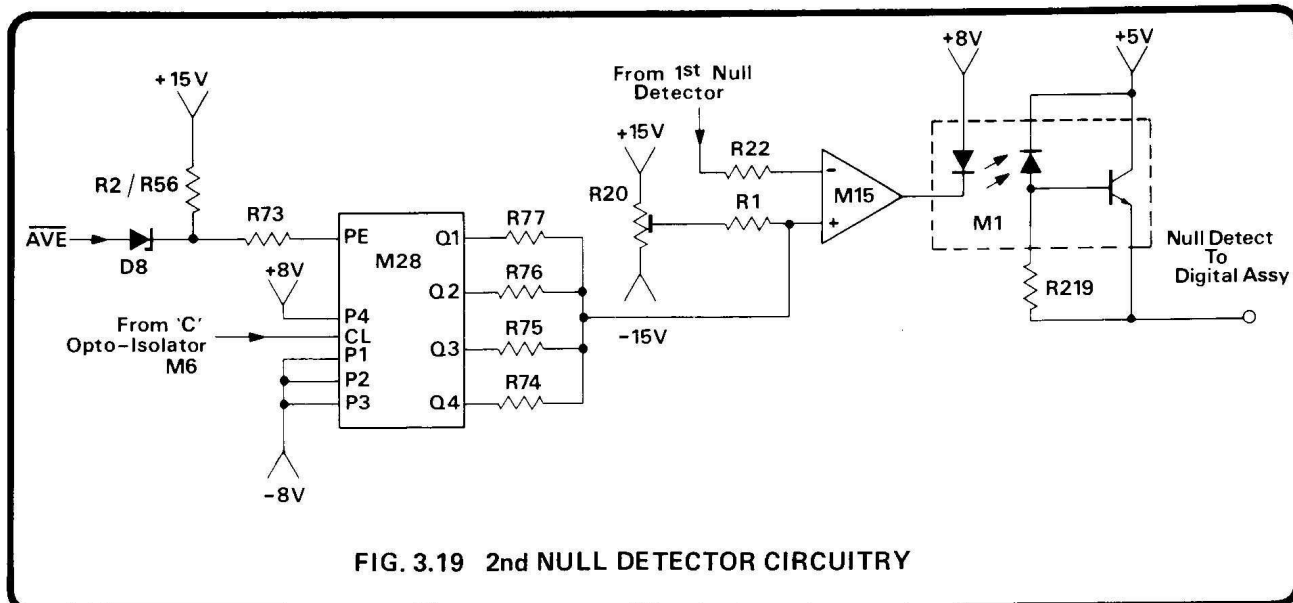 +15V
R2/R56
R73
AVE
D8
+8V
From 'C'
Opto-Isolator
M6
PE
P4
CL
P1
P2
P3
M28
Q1
Q2
Q3
Q4
-8V
R77
R76
R75
R74
From 1st Null
Detector
+15V
R20
-15V
R22
R1
-
+
M15
+8V
+5V
M1
R219
Null Detect
To
Digital Assy
FIG. 3.19 2nd NULL DETECTOR CIRCUITRY